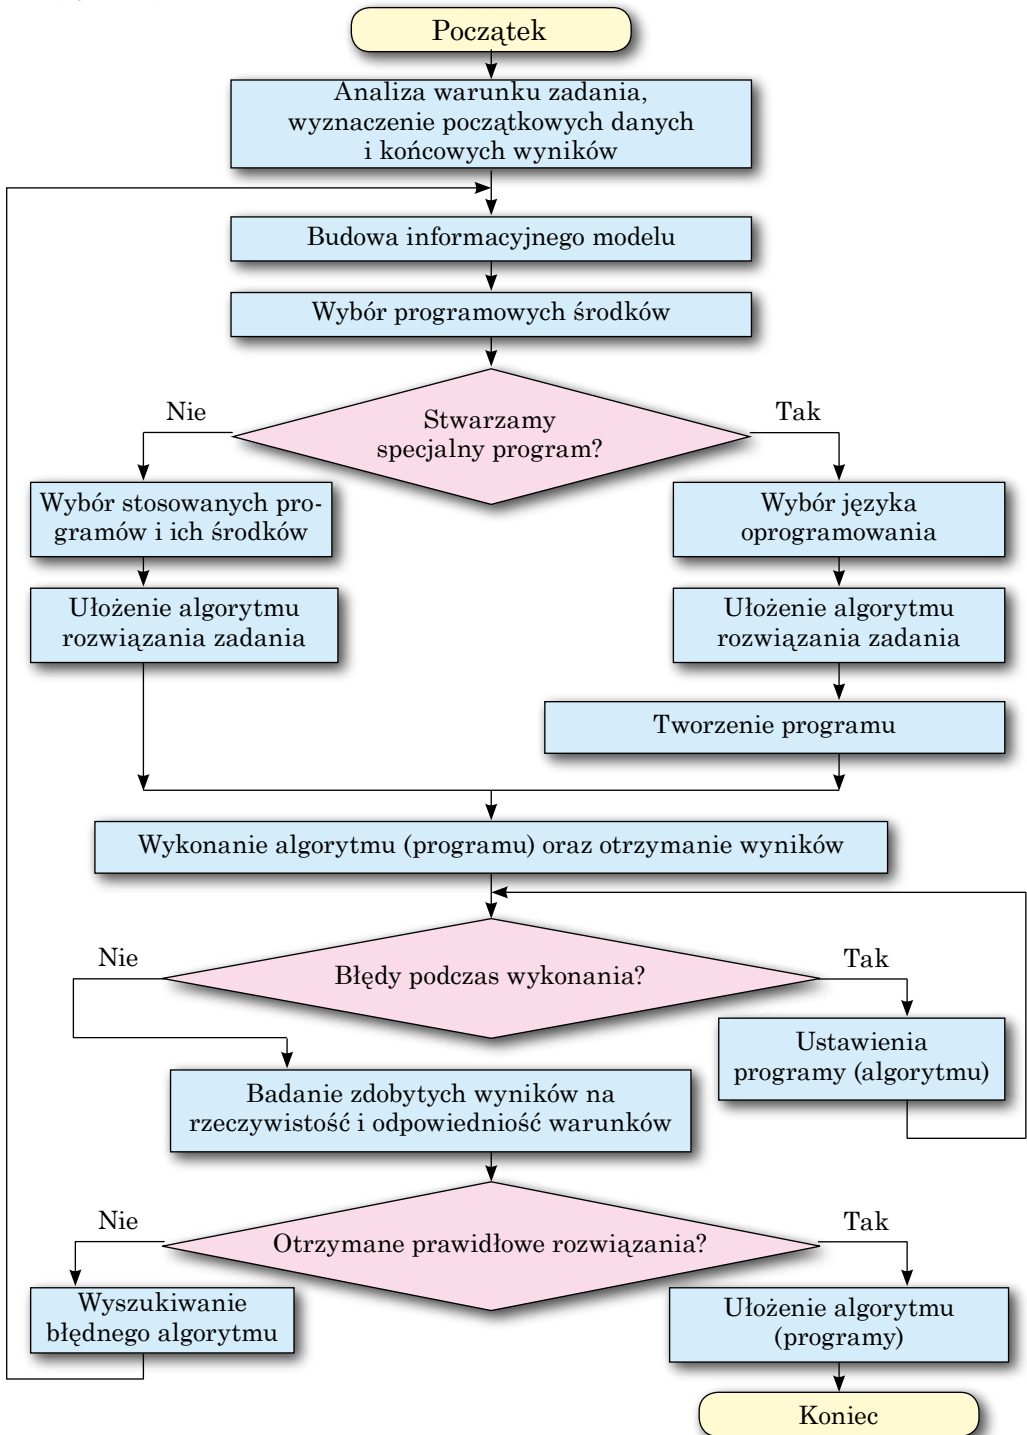 Początek
Analiza warunku zadania,
wyznaczenie początkowych danych
i końcowych wyników
Budowa informacyjnego modelu
Wybór programowych środków
Nie
Stwarzamy
specjalny program?
Tak
Wybór stosowanych pro-
gramów i ich środków
Wybór języka
oprogramowania
Ułożenie algorytmu
rozwiązania zadania
Ułożenie algorytmu
rozwiązania zadania
Tworzenie programu
Wykonanie algorytmu (programu) oraz otrzymanie wyników
Nie
Błędy podczas wykonania?
Tak
Ustawienia
programy (algorytmu)
Badanie zdobytych wyników na
rzeczywistość i odpowiedniość warunków
Nie
Otrzymane prawidłowe rozwiązania?
Tak
Wyszukiwanie
błędnego algorytmu
Ułożenie algorytmu
(programy)
Koniec